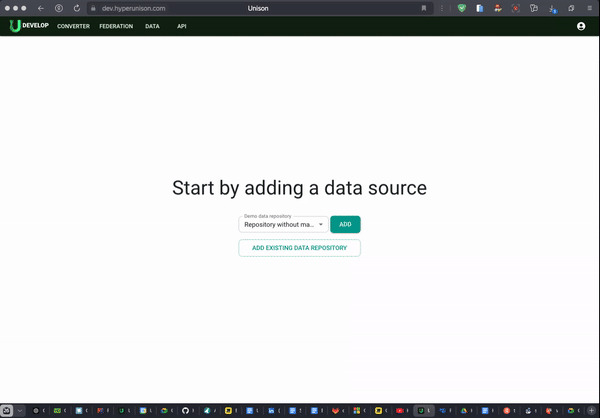 dev.hyperunison.com
Unison
DEVELOP
CONVERTER
FEDERATION
DATA
API
Start by adding a data source
Demo data repository
Repository without ma...
ADD
ADD EXISTING DATA REPOSITORY